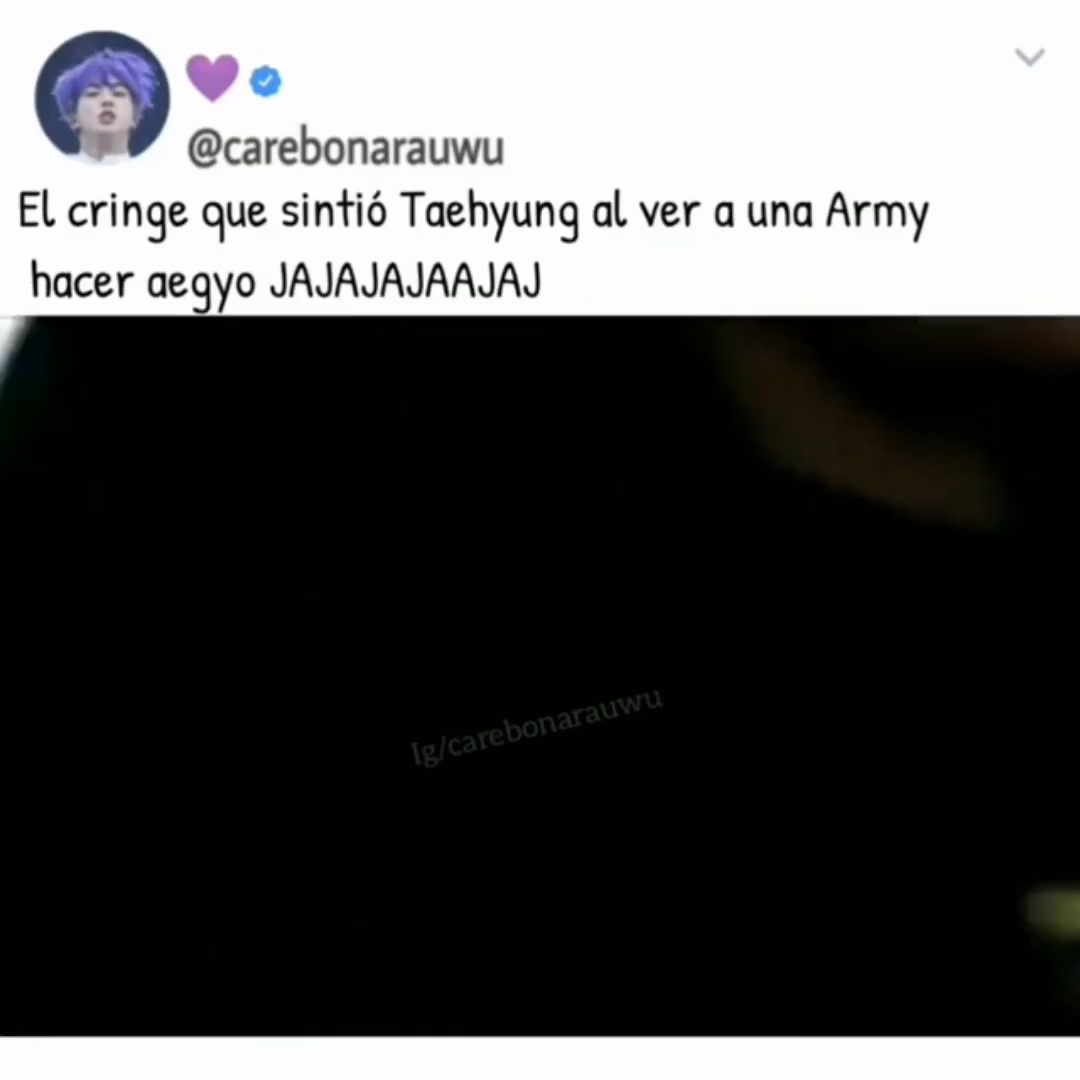 💜
@carebonarauwu
El cringe que sintió Taehyung al ver a una Army
hacer aegyo JAJAJAJAAJAJ
Ig/carebonarauwu